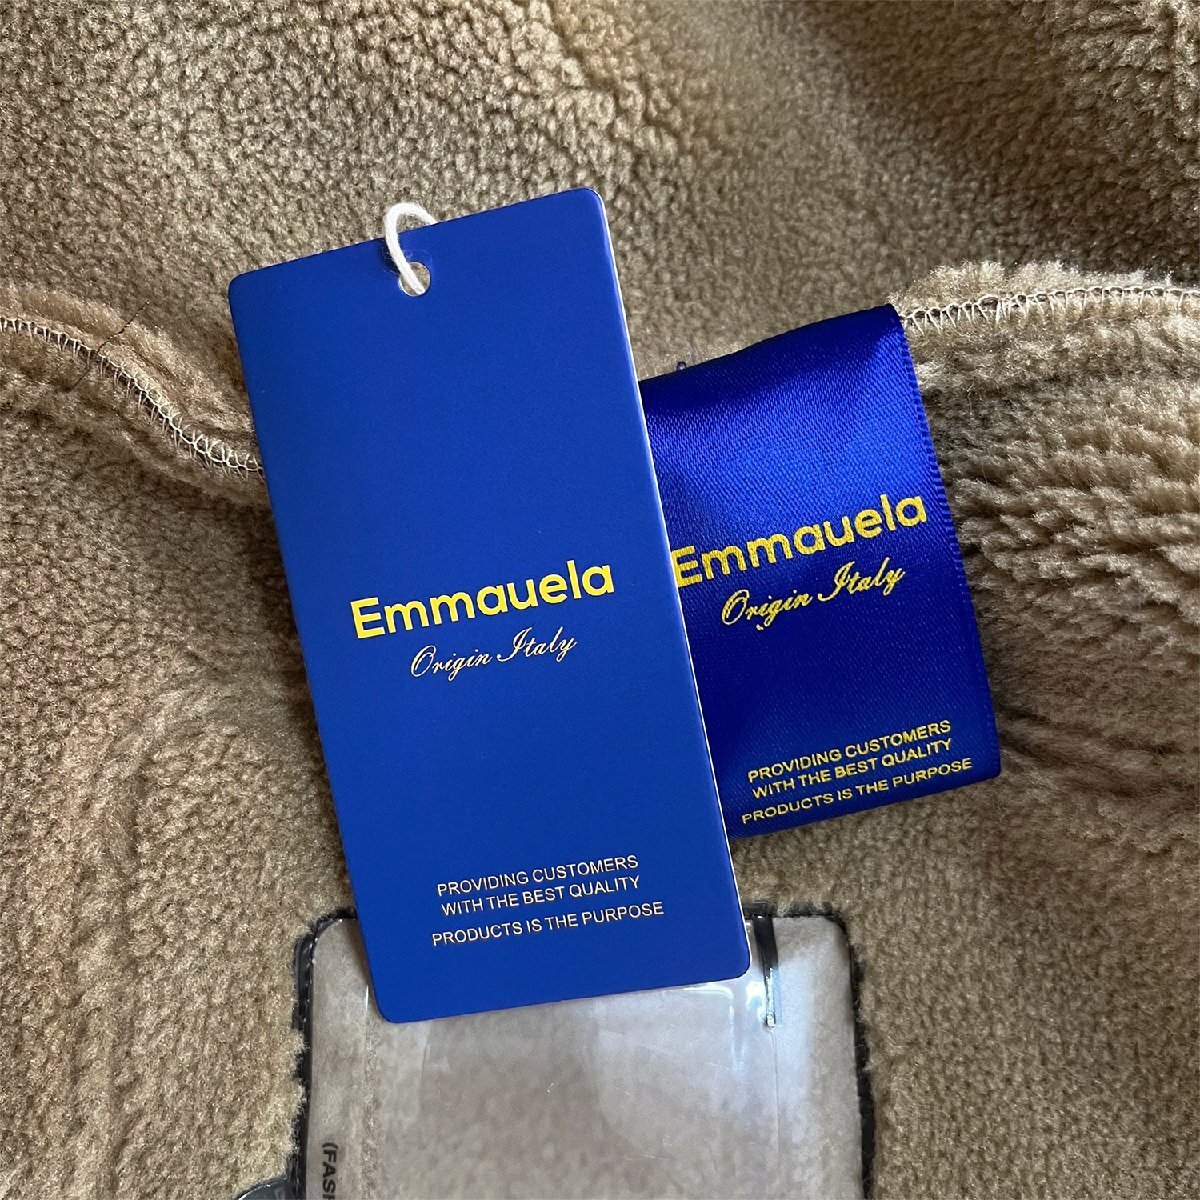 Emmauela
Origin Italy
PROVIDING CUSTOMERS
WITH THE BEST QUALITY
PRODUCTS IS THE PURPOSE
Emmauela
Origin Italy
PROVIDING CUSTOMERS
WITH THE BEST QUALITY
PRODUCTS IS THE PURPOSE